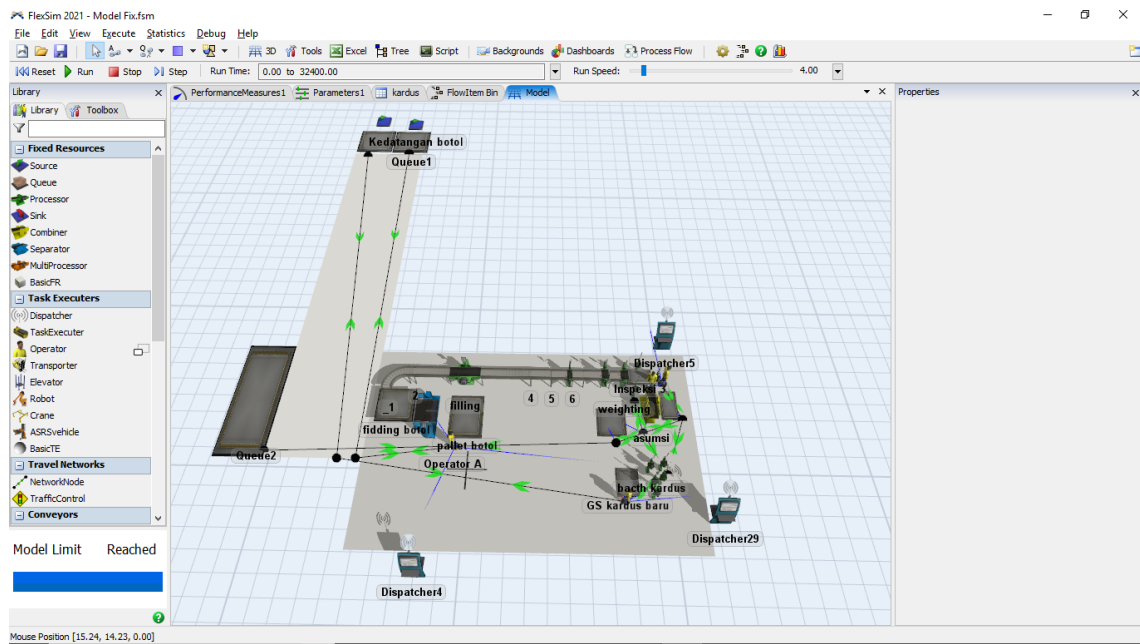 FlexSim 2021 - Model Fix.fsm
File Edit View Execute Statistics Debug Help
3D Tools Excel Tree Script Backgrounds Dashboards Process Flow
Reset Run Stop Step Run Time: 0.00 to 32400.00 Run Speed: 4.00
Library
PerformanceMeasures1 Parameters1 kardus FlowItem Bin Model
Properties
Library Toolbox
Fixed Resources
Source
Queue
Processor
Sink
Combiner
Separator
MultiProcessor
BasicFR
Task Executers
Dispatcher
TaskExecuter
Operator
Transporter
Elevator
Robot
Crane
ASRSvehicle
BasicTE
Travel Networks
NetworkNode
TrafficControl
Conveyors
Model Limit Reached
Mouse Position [15.24, 14.23, 0.00]
Kedatangan botol
Queue1
Dispatcher5
Inspeksi 3
2
_1
filling
4
5
6
weighting
fidding botol
asumsi
pallet botol
Queue2
Operator A
bacth kardus
GS kardus baru
Dispatcher29
Dispatcher4